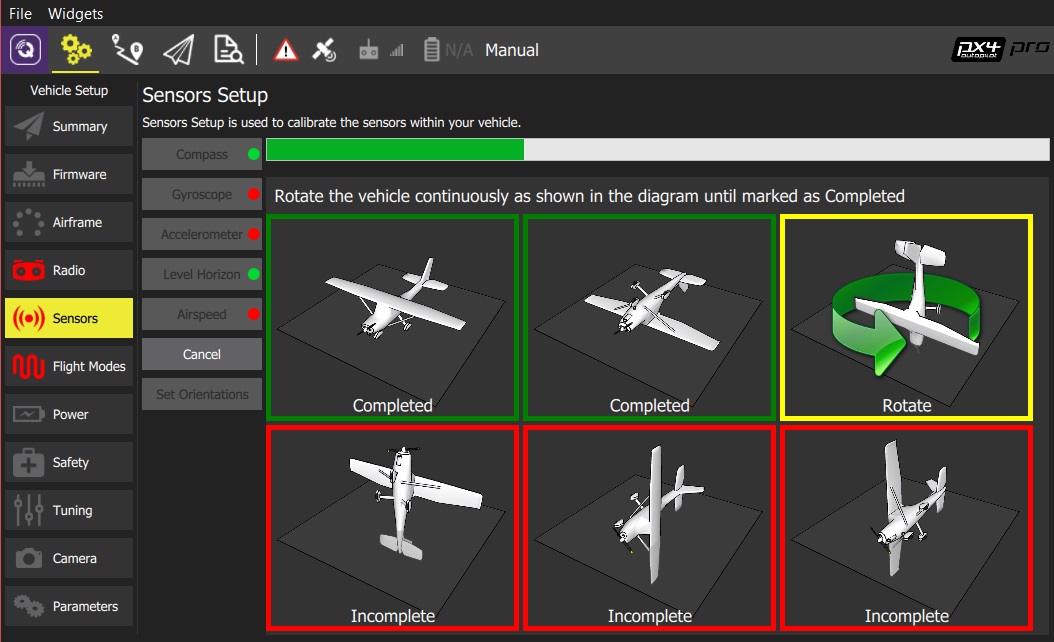 File Widgets
N/A Manual
px4 pro
autopilot
Vehicle Setup
Summary
Firmware
Airframe
Radio
Sensors
Flight Modes
Power
Safety
Tuning
Camera
Parameters
Sensors Setup
Sensors Setup is used to calibrate the sensors within your vehicle.
Compass
Gyroscope
Accelerometer
Level Horizon
Airspeed
Cancel
Set Orientations
Rotate the vehicle continuously as shown in the diagram until marked as Completed
Completed
Completed
Rotate
Incomplete
Incomplete
Incomplete